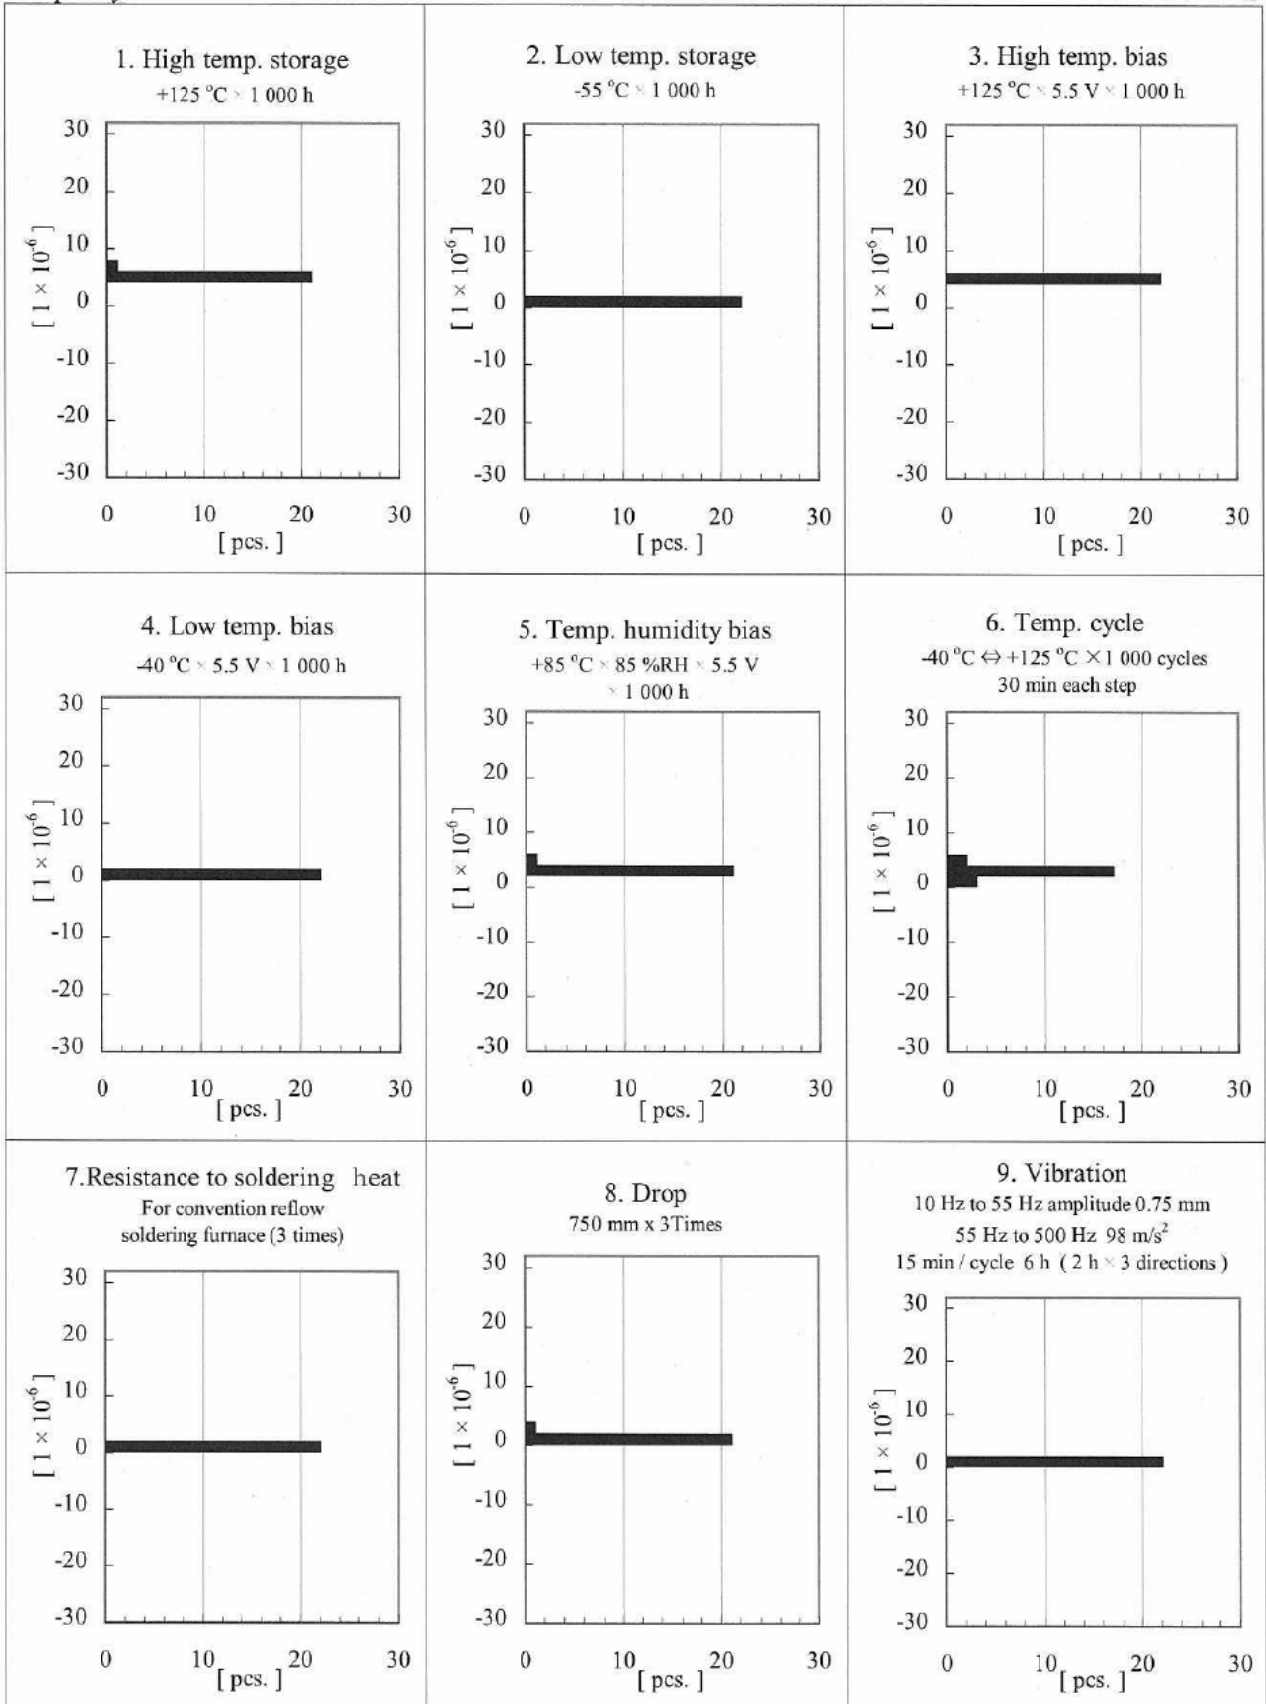 1. High temp. storage
+125 °C × 1 000 h
30
20
10
0
-10
-20
-30
[ 1 × 10⁻⁶ ]
0 10 20 30
[ pcs. ]
2. Low temp. storage
-55 °C × 1 000 h
30
20
10
0
-10
-20
-30
[ 1 × 10⁻⁶ ]
0 10 20 30
[ pcs. ]
3. High temp. bias
+125 °C × 5.5 V × 1 000 h
30
20
10
0
-10
-20
-30
[ 1 × 10⁻⁶ ]
0 10 20 30
[ pcs. ]
4. Low temp. bias
-40 °C × 5.5 V × 1 000 h
30
20
10
0
-10
-20
-30
[ 1 × 10⁻⁶ ]
0 10 20 30
[ pcs. ]
5. Temp. humidity bias
+85 °C × 85 %RH × 5.5 V
× 1 000 h
30
20
10
0
-10
-20
-30
[ 1 × 10⁻⁶ ]
0 10 20 30
[ pcs. ]
6. Temp. cycle
-40 °C ⇔ +125 °C ×1 000 cycles
30 min each step
30
20
10
0
-10
-20
-30
[ 1 × 10⁻⁶ ]
0 10 20 30
[ pcs. ]
7.Resistance to soldering heat
For convention reflow
soldering furnace (3 times)
30
20
10
0
-10
-20
-30
[ 1 × 10⁻⁶ ]
0 10 20 30
[ pcs. ]
8. Drop
750 mm x 3Times
30
20
10
0
-10
-20
-30
[ 1 × 10⁻⁶ ]
0 10 20 30
[ pcs. ]
9. Vibration
10 Hz to 55 Hz amplitude 0.75 mm
55 Hz to 500 Hz 98 m/s²
15 min / cycle 6 h ( 2 h × 3 directions )
30
20
10
0
-10
-20
-30
[ 1 × 10⁻⁶ ]
0 10 20 30
[ pcs. ]